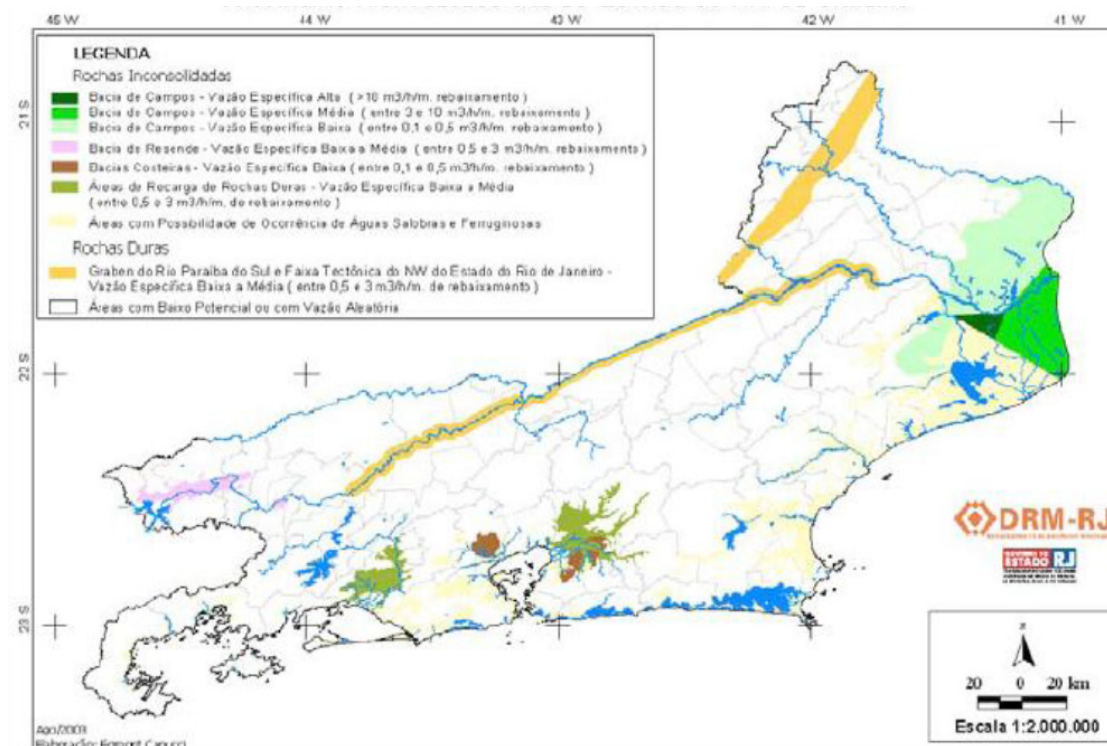 45 W 44 W 43 W 42 W 41 W
LEGENDA
Rochas Inconsolidadas
Bacia de Campos - Vazão Específica Alta ( >10 m3/h/m. rebaixamento )
Bacia de Campos - Vazão Específica Média ( entre 3 e 10 m3/h/m. rebaixamento )
Bacia de Campos - Vazão Específica Baixa ( entre 0,1 e 0,5 m3/h/m. rebaixamento )
Bacia de Resende - Vazão Específica Baixa a Média ( entre 0,5 e 3 m3/h/m. rebaixamento )
Bacias Costeiras - Vazão Específica Baixa ( entre 0,1 e 0,5 m3/h/m. rebaixamento )
Áreas de Recarga de Rochas Duras - Vazão Específica Baixa a Média
( entre 0,5 e 3 m3/h/m. de rebaixamento )
Áreas com Possibilidade de Ocorrência de Águas Salobras e Ferruginosas
Rochas Duras
Graben do Rio Paraíba do Sul e Faixa Tectônica do NW do Estado do Rio de Janeiro -
Vazão Específica Baixa a Média ( entre 0,5 e 3 m3/h/m. de rebaixamento )
Áreas com Baixo Potencial ou com Vazão Aleatória
21 S
22 S
23 S
DRM-RJ
GOVERNO DO
ESTADO RJ
N
20 0 20 km
Escala 1:2.000.000
Ago/2003
Elaboração: Egmont Capucci